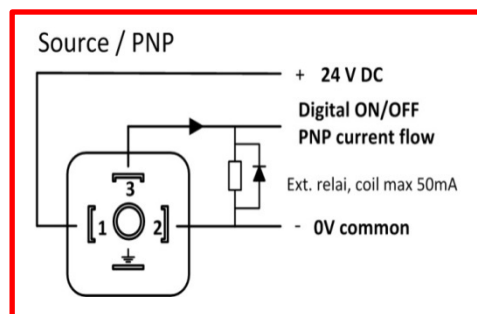 Source / PNP
+ 24 V DC
Digital ON/OFF
PNP current flow
3
Ext. relai, coil max 50mA
1
2
- 0V common